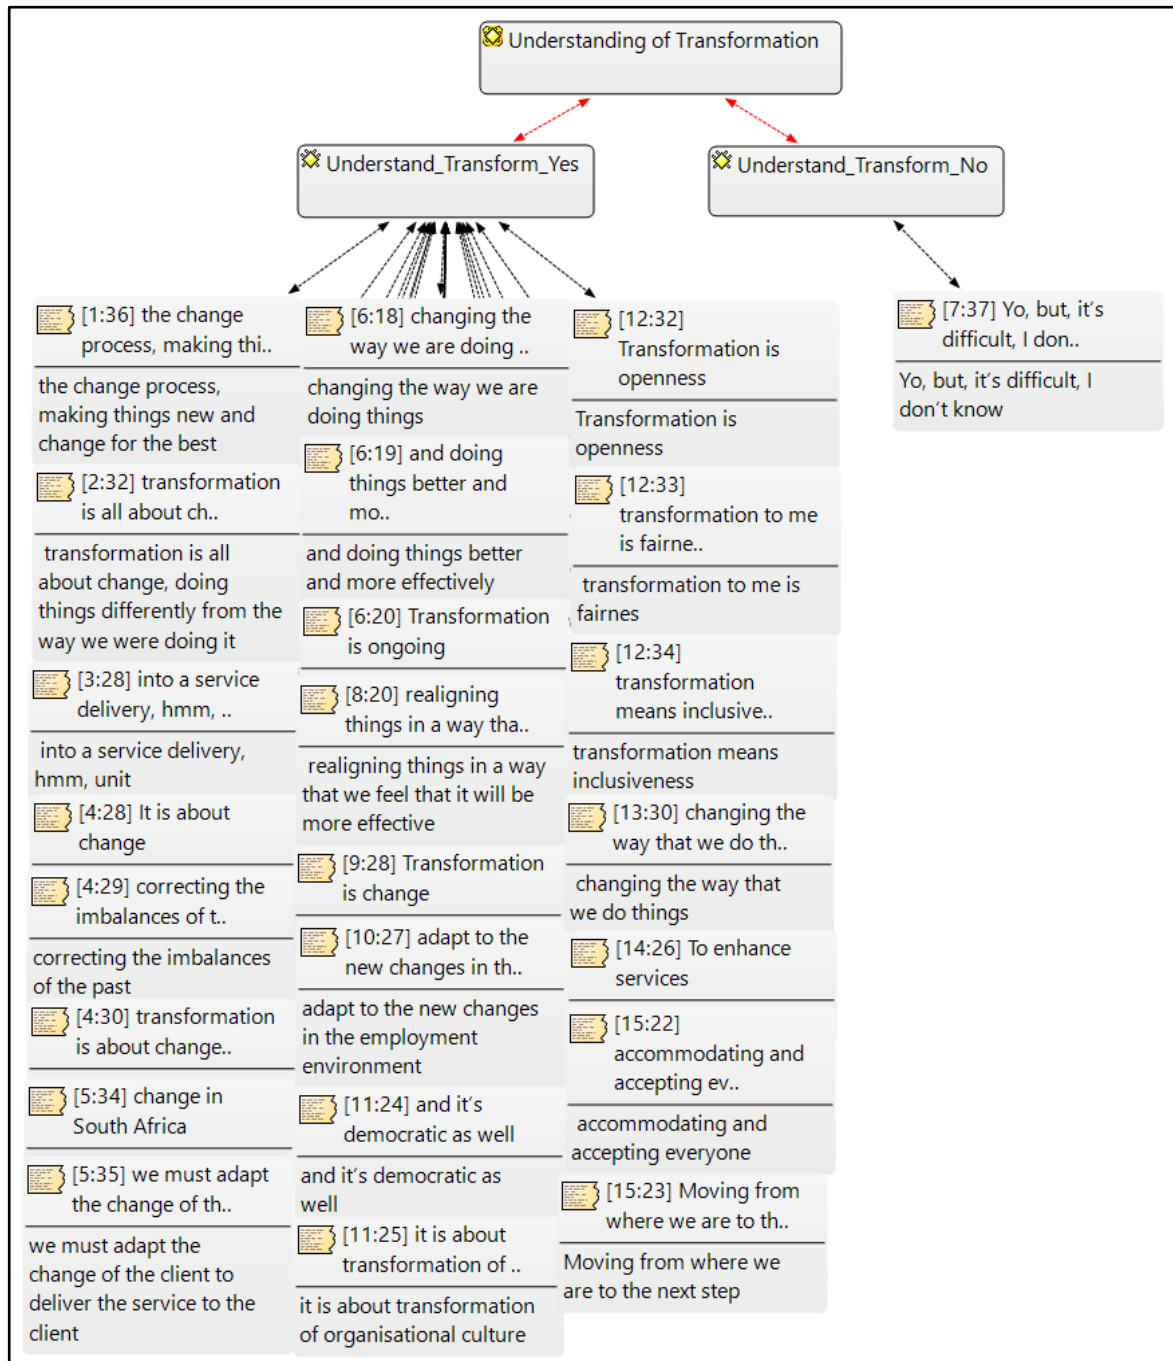 Understanding of Transformation
Understand_Transform_Yes
Understand_Transform_No
[1:36] the change
process, making thi..
the change process,
making things new and
change for the best
[2:32] transformation
is all about ch..
transformation is all
about change, doing
things differently from the
way we were doing it
[3:28] into a service
delivery, hmm, ..
into a service delivery,
hmm, unit
[4:28] It is about
change
[4:29] correcting the
imbalances of t..
correcting the imbalances
of the past
[4:30] transformation
is about change..
[5:34] change in
South Africa
[5:35] we must adapt
the change of th..
we must adapt the
change of the client to
deliver the service to the
client
[6:18] changing the
way we are doing ..
changing the way we are
doing things
[6:19] and doing
things better and
mo..
and doing things better
and more effectively
[6:20] Transformation
is ongoing
[8:20] realigning
things in a way tha..
realigning things in a way
that we feel that it will be
more effective
[9:28] Transformation
is change
[10:27] adapt to the
new changes in th..
adapt to the new changes
in the employment
environment
[11:24] and it's
democratic as well
and it's democratic as
well
[11:25] it is about
transformation of ..
it is about transformation
of organisational culture
[12:32]
Transformation is
openness
Transformation is
openness
[12:33]
transformation to me
is fairne..
transformation to me is
fairnes
[12:34]
transformation
means inclusive..
transformation means
inclusiveness
[13:30] changing the
way that we do th..
changing the way that
we do things
[14:26] To enhance
services
[15:22]
accommodating and
accepting ev..
accommodating and
accepting everyone
[15:23] Moving from
where we are to th..
Moving from where we
are to the next step
[7:37] Yo, but, it's
difficult, I don..
Yo, but, it's difficult, I
don't know